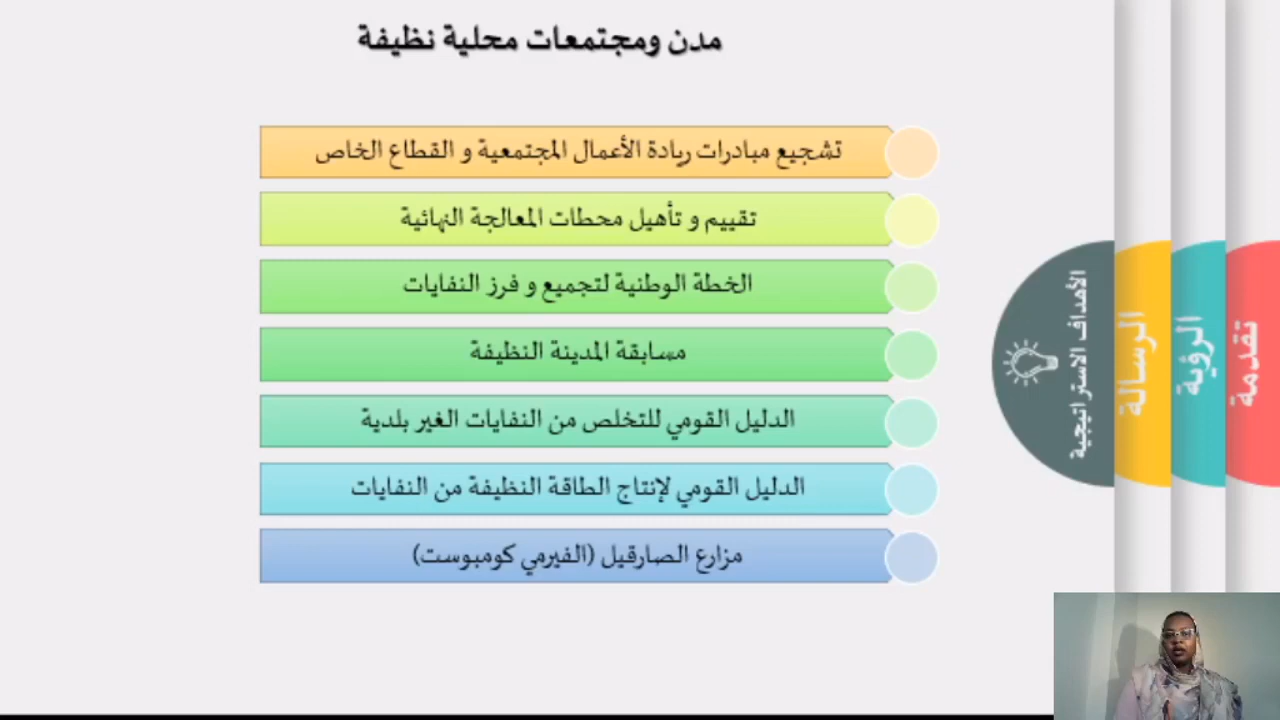 مدن ومجتمعات محلية نظيفة
تشجيع مبادرات ريادة الأعمال المجتمعية و القطاع الخاص
تقييم و تأهيل محطات المعالجة النهائية
الخطة الوطنية لتجميع و فرز النفايات
مسابقة المدينة النظيفة
الدليل القومي للتخلص من النفايات الغير بلدية
الدليل القومي لإنتاج الطاقة النظيفة من النفايات
مزارع الصارقيل (الفيرمي كومبوست)
تقدمة
الرؤية
الرسالة
الأهداف الاستراتيجية